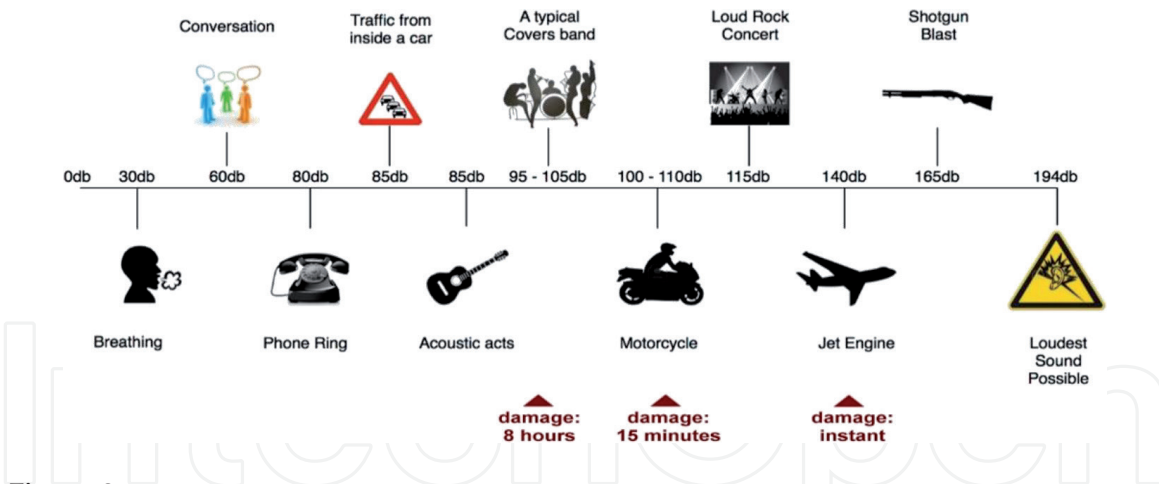 Conversation
Traffic from
inside a car
A typical
Covers band
Loud Rock
Concert
Shotgun
Blast
0db 30db 60db 80db 85db 85db 95 - 105db 100 - 110db 115db 140db 165db 194db
Breathing
Phone Ring
Acoustic acts
Motorcycle
Jet Engine
Loudest
Sound
Possible
damage:
8 hours
damage:
15 minutes
damage:
instant